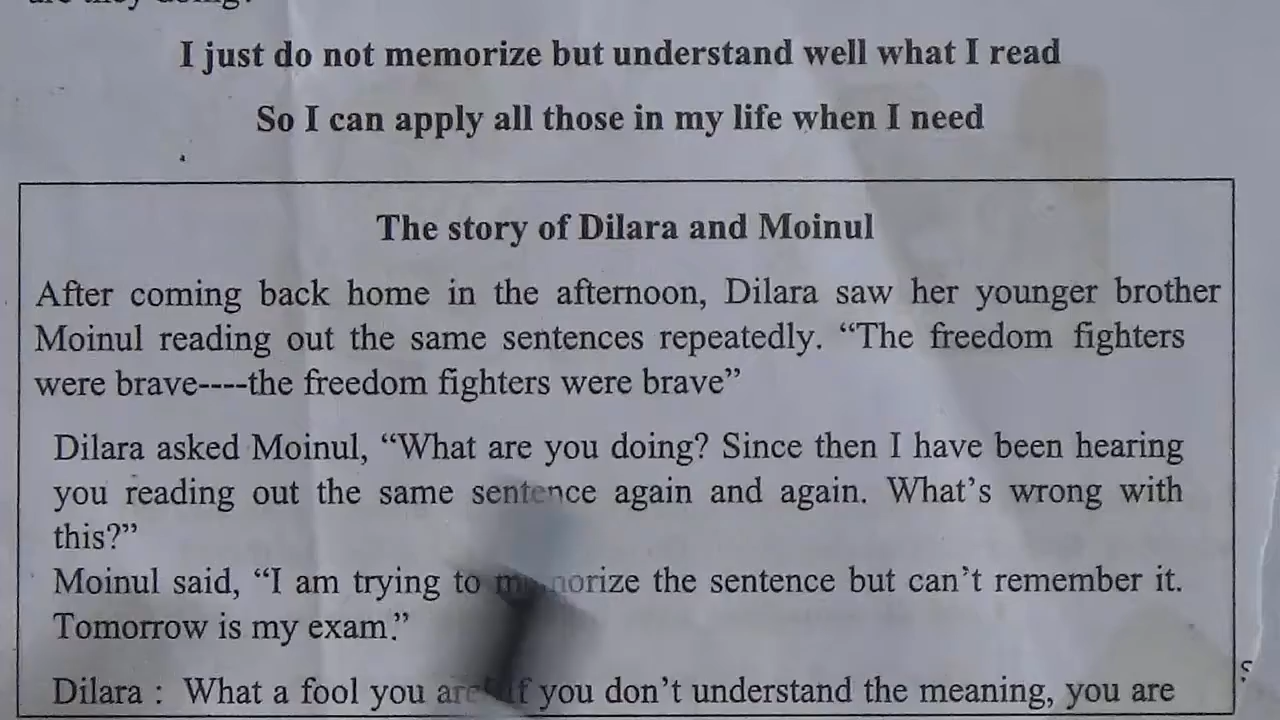 are they doing?
I just do not memorize but understand well what I read
So I can apply all those in my life when I need
The story of Dilara and Moinul
After coming back home in the afternoon, Dilara saw her younger brother
Moinul reading out the same sentences repeatedly. “The freedom fighters
were brave----the freedom fighters were brave”
Dilara asked Moinul, “What are you doing? Since then I have been hearing
you reading out the same sentence again and again. What’s wrong with
this?”
Moinul said, “I am trying to memorize the sentence but can’t remember it.
Tomorrow is my exam.”
Dilara : What a fool you are if you don’t understand the meaning, you are